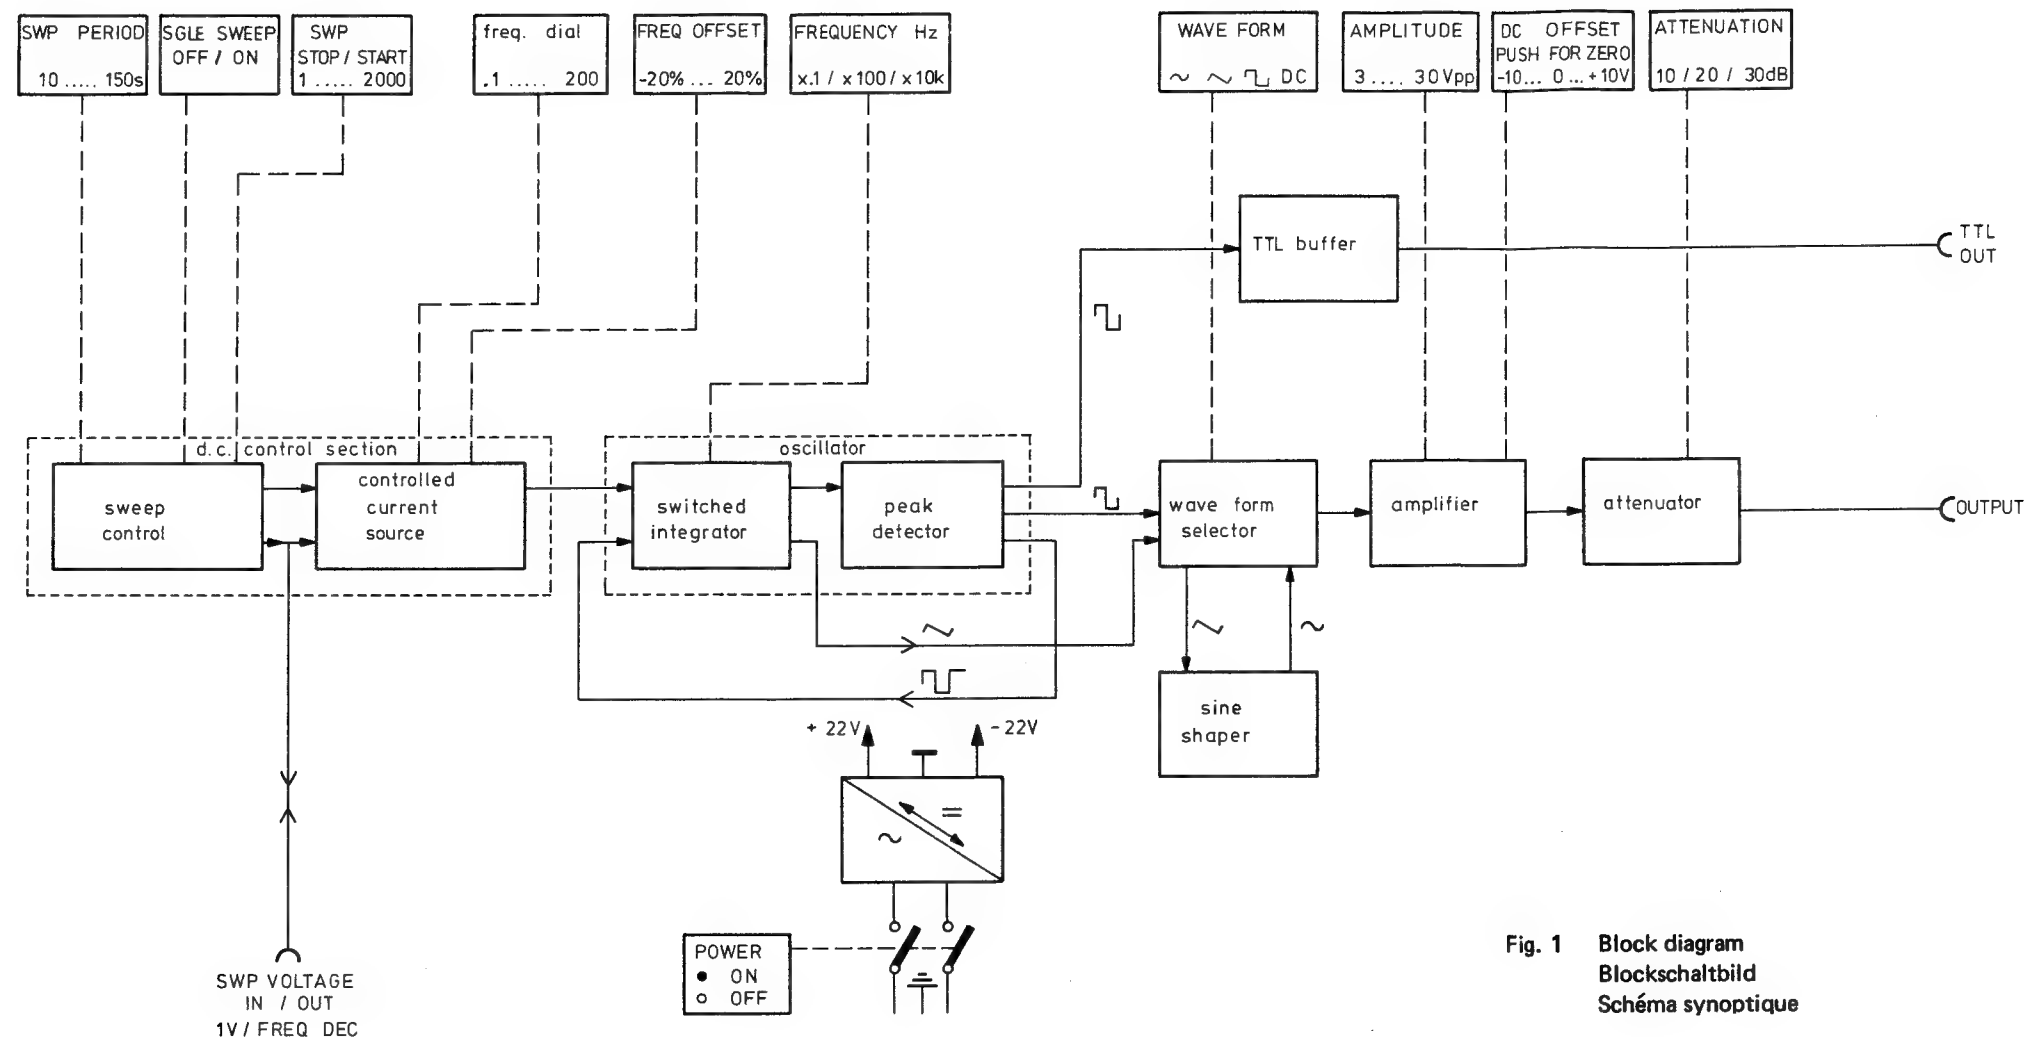 SWP PERIOD
10 ..... 150s
SGLE SWEEP
OFF / ON
SWP
STOP / START
1 ..... 2000
freq. dial
.1 ..... 200
FREQ OFFSET
-20% ... 20%
FREQUENCY Hz
x.1 / x100 / x10k
WAVE FORM
DC
AMPLITUDE
3 .... 30Vpp
DC OFFSET
PUSH FOR ZERO
-10... 0 ... +10V
ATTENUATION
10 / 20 / 30dB
TTL buffer
TTL
OUT
d.c. control section
sweep
control
controlled
current
source
oscillator
switched
integrator
peak
detector
wave form
selector
amplifier
attenuator
OUTPUT
sine
shaper
+ 22V
- 22V
=
~
POWER
● ON
○ OFF
SWP VOLTAGE
IN / OUT
1V / FREQ DEC
Fig. 1 Block diagram
Blockschaltbild
Schéma synoptique